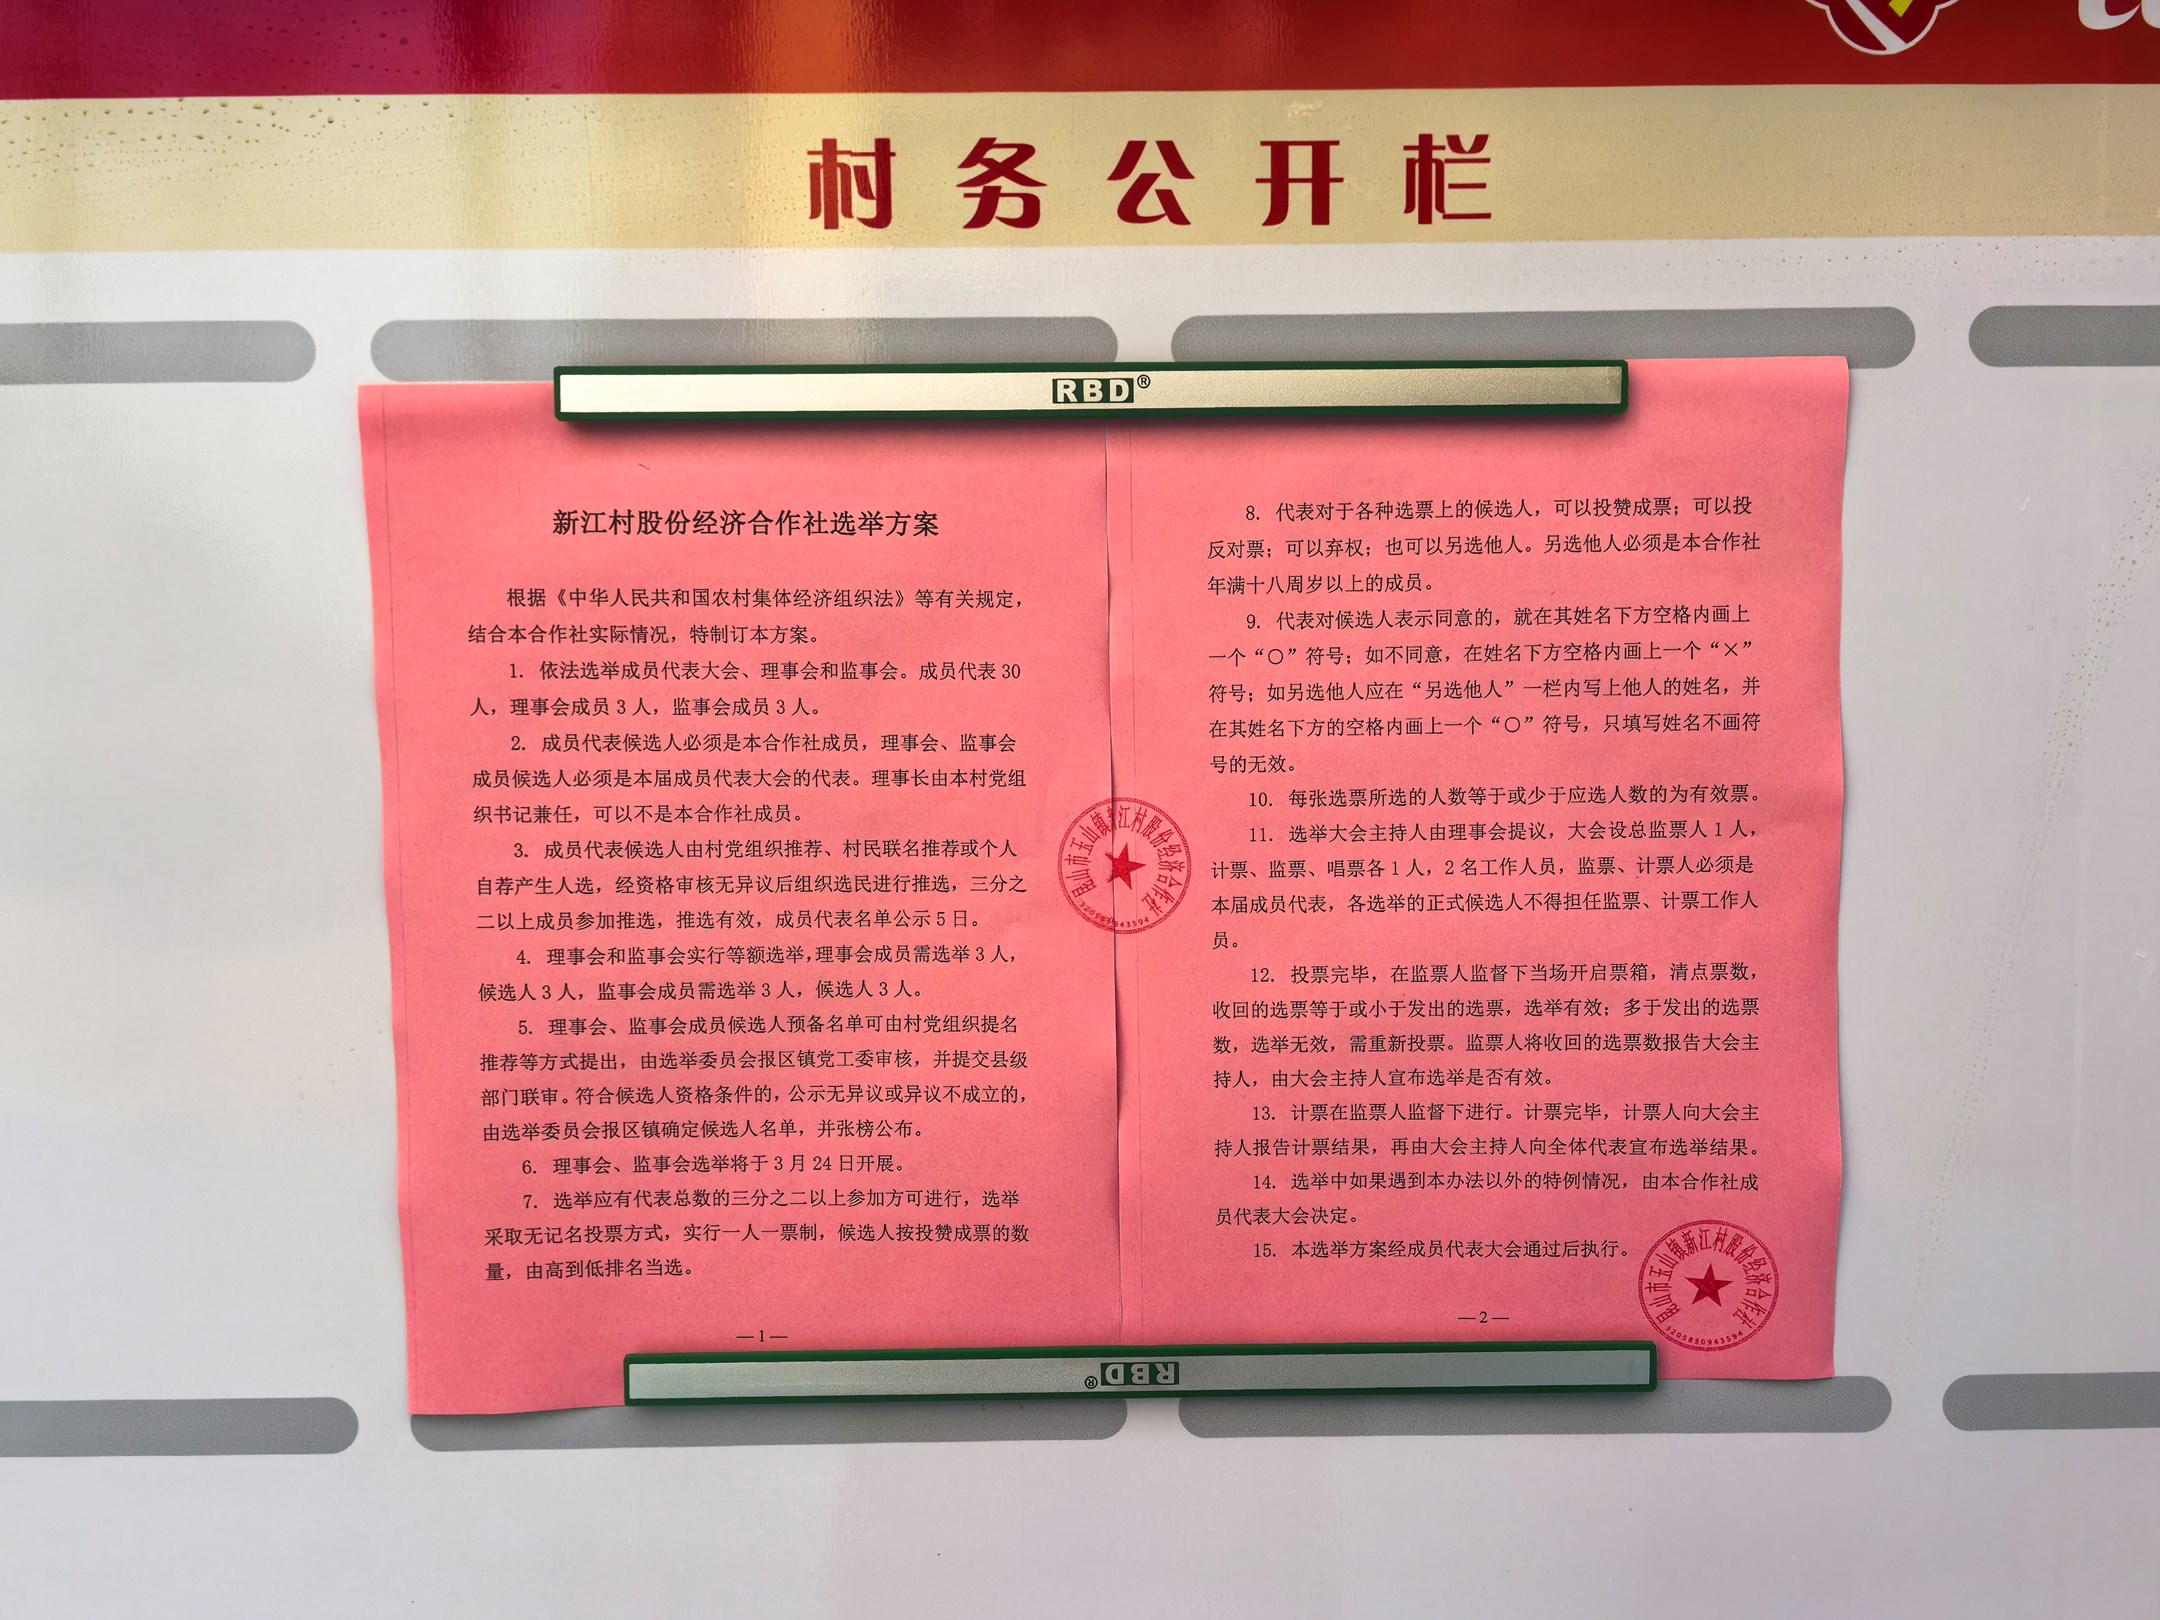 村务公开栏
RBD®
新江村股份经济合作社选举方案
根据《中华人民共和国农村集体经济组织法》等有关规定，
结合本合作社实际情况，特制订本方案。
1. 依法选举成员代表大会、理事会和监事会。成员代表 30
人，理事会成员 3 人，监事会成员 3 人。
2. 成员代表候选人必须是本合作社成员，理事会、监事会
成员候选人必须是本届成员代表大会的代表。理事长由本村党组
织书记兼任，可以不是本合作社成员。
3. 成员代表候选人由村党组织推荐、村民联名推荐或个人
自荐产生人选，经资格审核无异议后组织选民进行推选，三分之
二以上成员参加推选，推选有效，成员代表名单公示 5 日。
4. 理事会和监事会实行等额选举，理事会成员需选举 3 人，
候选人 3 人，监事会成员需选举 3 人，候选人 3 人。
5. 理事会、监事会成员候选人预备名单可由村党组织提名
推荐等方式提出，由选举委员会报区镇党工委审核，并提交县级
部门联审。符合候选人资格条件的，公示无异议或异议不成立的，
由选举委员会报区镇确定候选人名单，并张榜公布。
6. 理事会、监事会选举将于 3 月 24 日开展。
7. 选举应有代表总数的三分之二以上参加方可进行，选举
采取无记名投票方式，实行一人一票制，候选人按投赞成票的数
量，由高到低排名当选。
—1—
8. 代表对于各种选票上的候选人，可以投赞成票；可以投
反对票；可以弃权；也可以另选他人。另选他人必须是本合作社
年满十八周岁以上的成员。
9. 代表对候选人表示同意的，就在其姓名下方空格内画上
一个“○”符号；如不同意，在姓名下方空格内画上一个“×”
符号；如另选他人应在“另选他人”一栏内写上他人的姓名，并
在其姓名下方的空格内画上一个“○”符号，只填写姓名不画符
号的无效。
10. 每张选票所选的人数等于或少于应选人数的为有效票。
11. 选举大会主持人由理事会提议，大会设总监票人 1 人，
计票、监票、唱票各 1 人，2 名工作人员，监票、计票人必须是
本届成员代表，各选举的正式候选人不得担任监票、计票工作人
员。
12. 投票完毕，在监票人监督下当场开启票箱，清点票数，
收回的选票等于或小于发出的选票，选举有效；多于发出的选票
数，选举无效，需重新投票。监票人将收回的选票数报告大会主
持人，由大会主持人宣布选举是否有效。
13. 计票在监票人监督下进行。计票完毕，计票人向大会主
持人报告计票结果，再由大会主持人向全体代表宣布选举结果。
14. 选举中如果遇到本办法以外的特例情况，由本合作社成
员代表大会决定。
15. 本选举方案经成员代表大会通过后执行。
—2—
昆山市玉山镇新江村股份经济合作社
3205830943594
昆山市玉山镇新江村股份经济合作社
3205830943594
RBD®